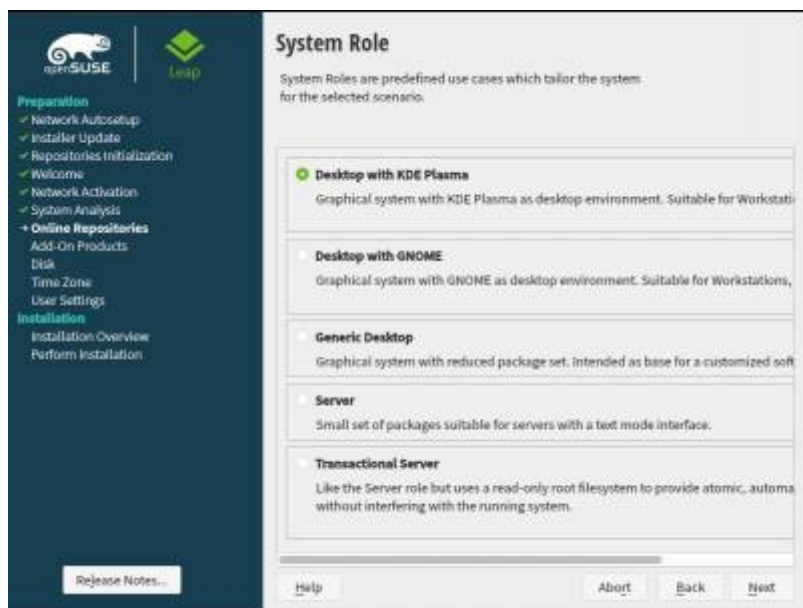 openSUSE
Leap
Preparation
Network Autosetup
Installer Update
Repositories Initialization
Welcome
Network Activation
System Analysis
Online Repositories
Add-On Products
Disk
Time Zone
User Settings
Installation
Installation Overview
Perform Installation
Release Notes...
System Role
System Roles are predefined use cases which tailor the system
for the selected scenario.
Desktop with KDE Plasma
Graphical system with KDE Plasma as desktop environment. Suitable for Workstati
Desktop with GNOME
Graphical system with GNOME as desktop environment. Suitable for Workstations,
Generic Desktop
Graphical system with reduced package set. Intended as base for a customized soft
Server
Small set of packages suitable for servers with a text mode interface.
Transactional Server
Like the Server role but uses a read-only root filesystem to provide atomic, automa
without interfering with the running system.
Help
Abort
Back
Next